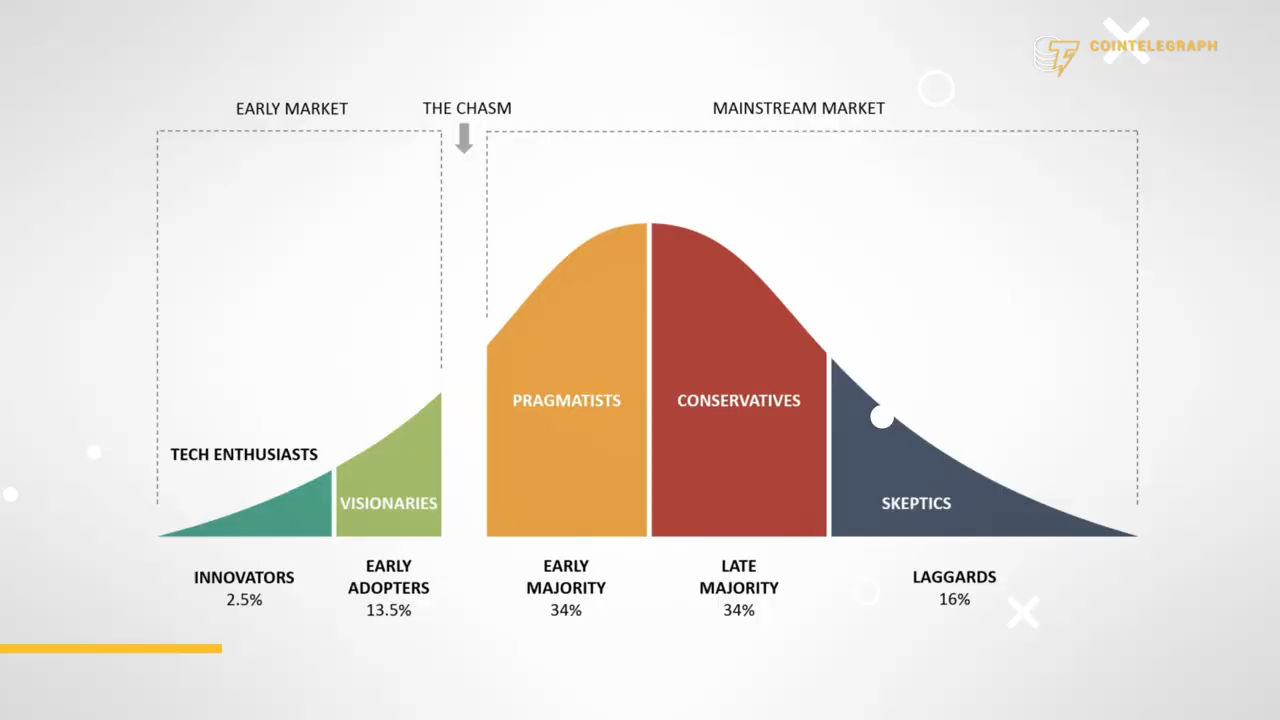 COINTELEGRAPH
EARLY MARKET
THE CHASM
MAINSTREAM MARKET
PRAGMATISTS
CONSERVATIVES
TECH ENTHUSIASTS
VISIONARIES
SKEPTICS
INNOVATORS
2.5%
EARLY
ADOPTERS
13.5%
EARLY
MAJORITY
34%
LATE
MAJORITY
34%
LAGGARDS
16%